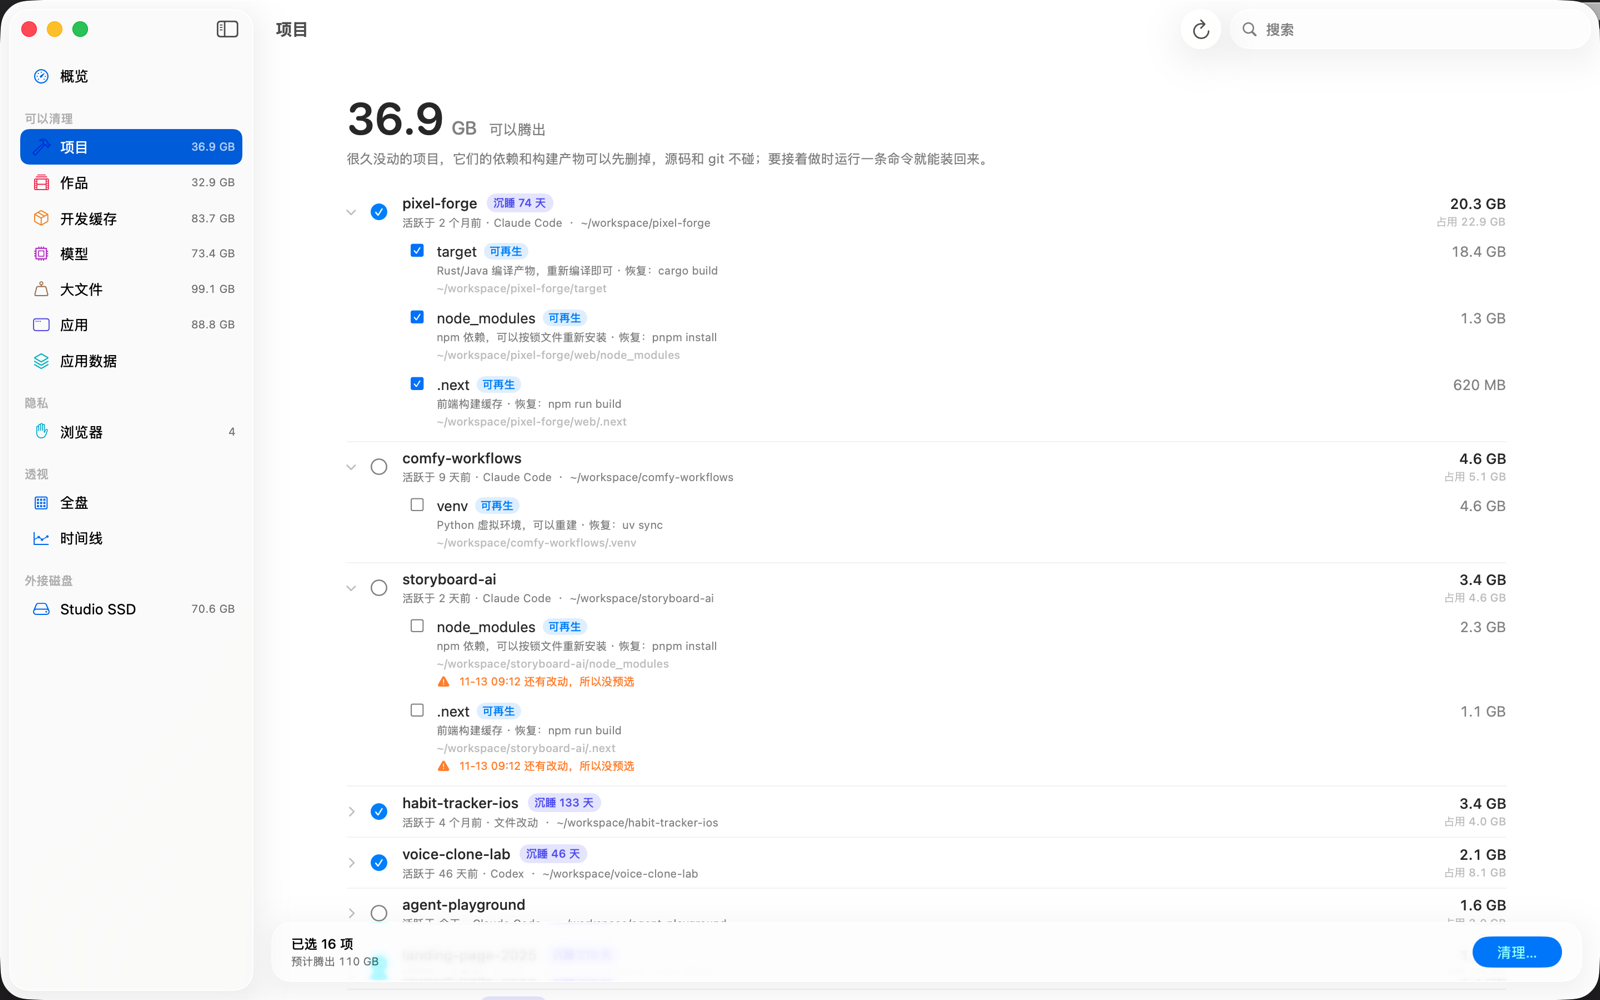 概览
可以清理
项目 36.9 GB
作品 32.9 GB
开发缓存 83.7 GB
模型 73.4 GB
大文件 99.1 GB
应用 88.8 GB
应用数据
隐私
浏览器 4
透视
全盘
时间线
外接磁盘
Studio SSD 70.6 GB
项目
搜索
36.9 GB 可以腾出
很久没动的项目，它们的依赖和构建产物可以先删掉，源码和 git 不碰；要接着做时运行一条命令就能装回来。
pixel-forge 沉睡 74 天 20.3 GB
活跃于 2 个月前 · Claude Code · ~/workspace/pixel-forge 占用 22.9 GB
target 可再生 18.4 GB
Rust/Java 编译产物，重新编译即可 · 恢复：cargo build
~/workspace/pixel-forge/target
node_modules 可再生 1.3 GB
npm 依赖，可以按锁文件重新安装 · 恢复：pnpm install
~/workspace/pixel-forge/web/node_modules
.next 可再生 620 MB
前端构建缓存 · 恢复：npm run build
~/workspace/pixel-forge/web/.next
comfy-workflows 4.6 GB
活跃于 9 天前 · Claude Code · ~/workspace/comfy-workflows 占用 5.1 GB
venv 可再生 4.6 GB
Python 虚拟环境，可以重建 · 恢复：uv sync
~/workspace/comfy-workflows/.venv
storyboard-ai 3.4 GB
活跃于 2 天前 · Claude Code · ~/workspace/storyboard-ai 占用 4.6 GB
node_modules 可再生 2.3 GB
npm 依赖，可以按锁文件重新安装 · 恢复：pnpm install
~/workspace/storyboard-ai/node_modules
11-13 09:12 还有改动，所以没预选
.next 可再生 1.1 GB
前端构建缓存 · 恢复：npm run build
~/workspace/storyboard-ai/.next
11-13 09:12 还有改动，所以没预选
habit-tracker-ios 沉睡 133 天 3.4 GB
活跃于 4 个月前 · 文件改动 · ~/workspace/habit-tracker-ios 占用 4.0 GB
voice-clone-lab 沉睡 46 天 2.1 GB
活跃于 46 天前 · Codex · ~/workspace/voice-clone-lab 占用 8.1 GB
agent-playground 1.6 GB
已选 16 项
预计腾出 110 GB
清理...